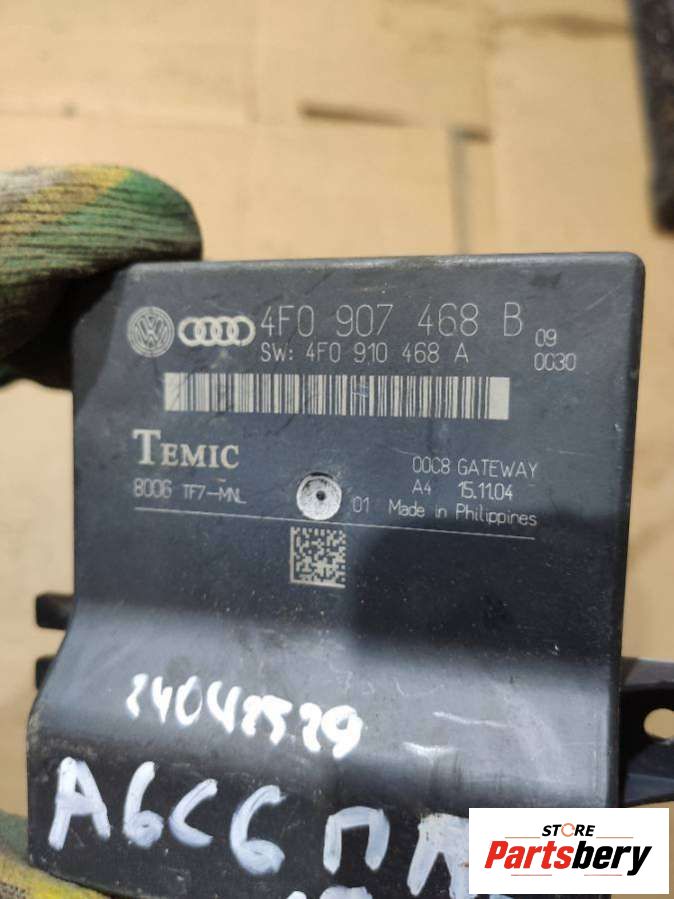 4F0 907 468 B
SW: 4F0 910 468 A
09
0030
TEMIC
00C8 GATEWAY
8006 TF7-MNL
A4 15.11.04
01 Made in Philippines
24042529
A6C6
STORE
Partsbery